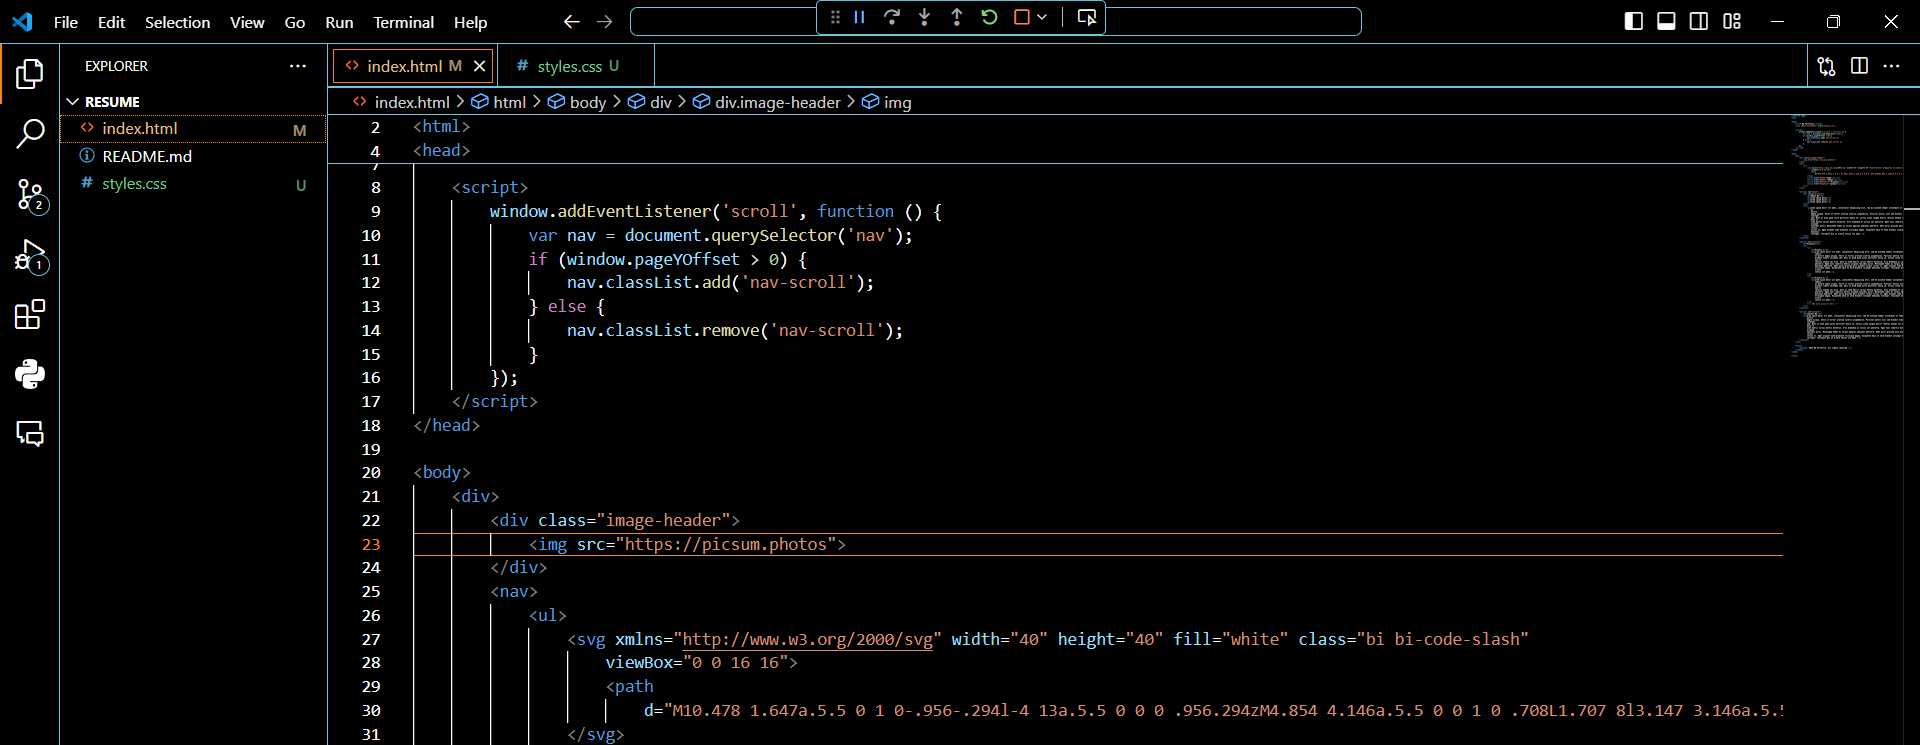 File Edit Selection View Go Run Terminal Help
EXPLORER
RESUME
index.html M
README.md
styles.css U
2
1
index.html M
# styles.css U
index.html > html > body > div > div.image-header > img
2 <html>
4 <head>
7
8 <script>
9 window.addEventListener('scroll', function () {
10 var nav = document.querySelector('nav');
11 if (window.pageYOffset > 0) {
12 nav.classList.add('nav-scroll');
13 } else {
14 nav.classList.remove('nav-scroll');
15 }
16 });
17 </script>
18 </head>
19
20 <body>
21 <div>
22 <div class="image-header">
23 <img src="https://picsum.photos">
24 </div>
25 <nav>
26 <ul>
27 <svg xmlns="http://www.w3.org/2000/svg" width="40" height="40" fill="white" class="bi bi-code-slash"
28 viewBox="0 0 16 16">
29 <path
30 d="M10.478 1.647a.5.5 0 1 0-.956-.294l-4 13a.5.5 0 0 0 .956.294zM4.854 4.146a.5.5 0 0 1 0 .708L1.707 8l3.147 3.146a.5.5
31 </svg>